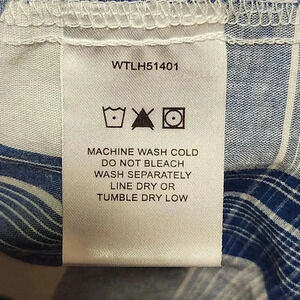 WTLH51401
MACHINE WASH COLD
DO NOT BLEACH
WASH SEPARATELY
LINE DRY OR
TUMBLE DRY LOW